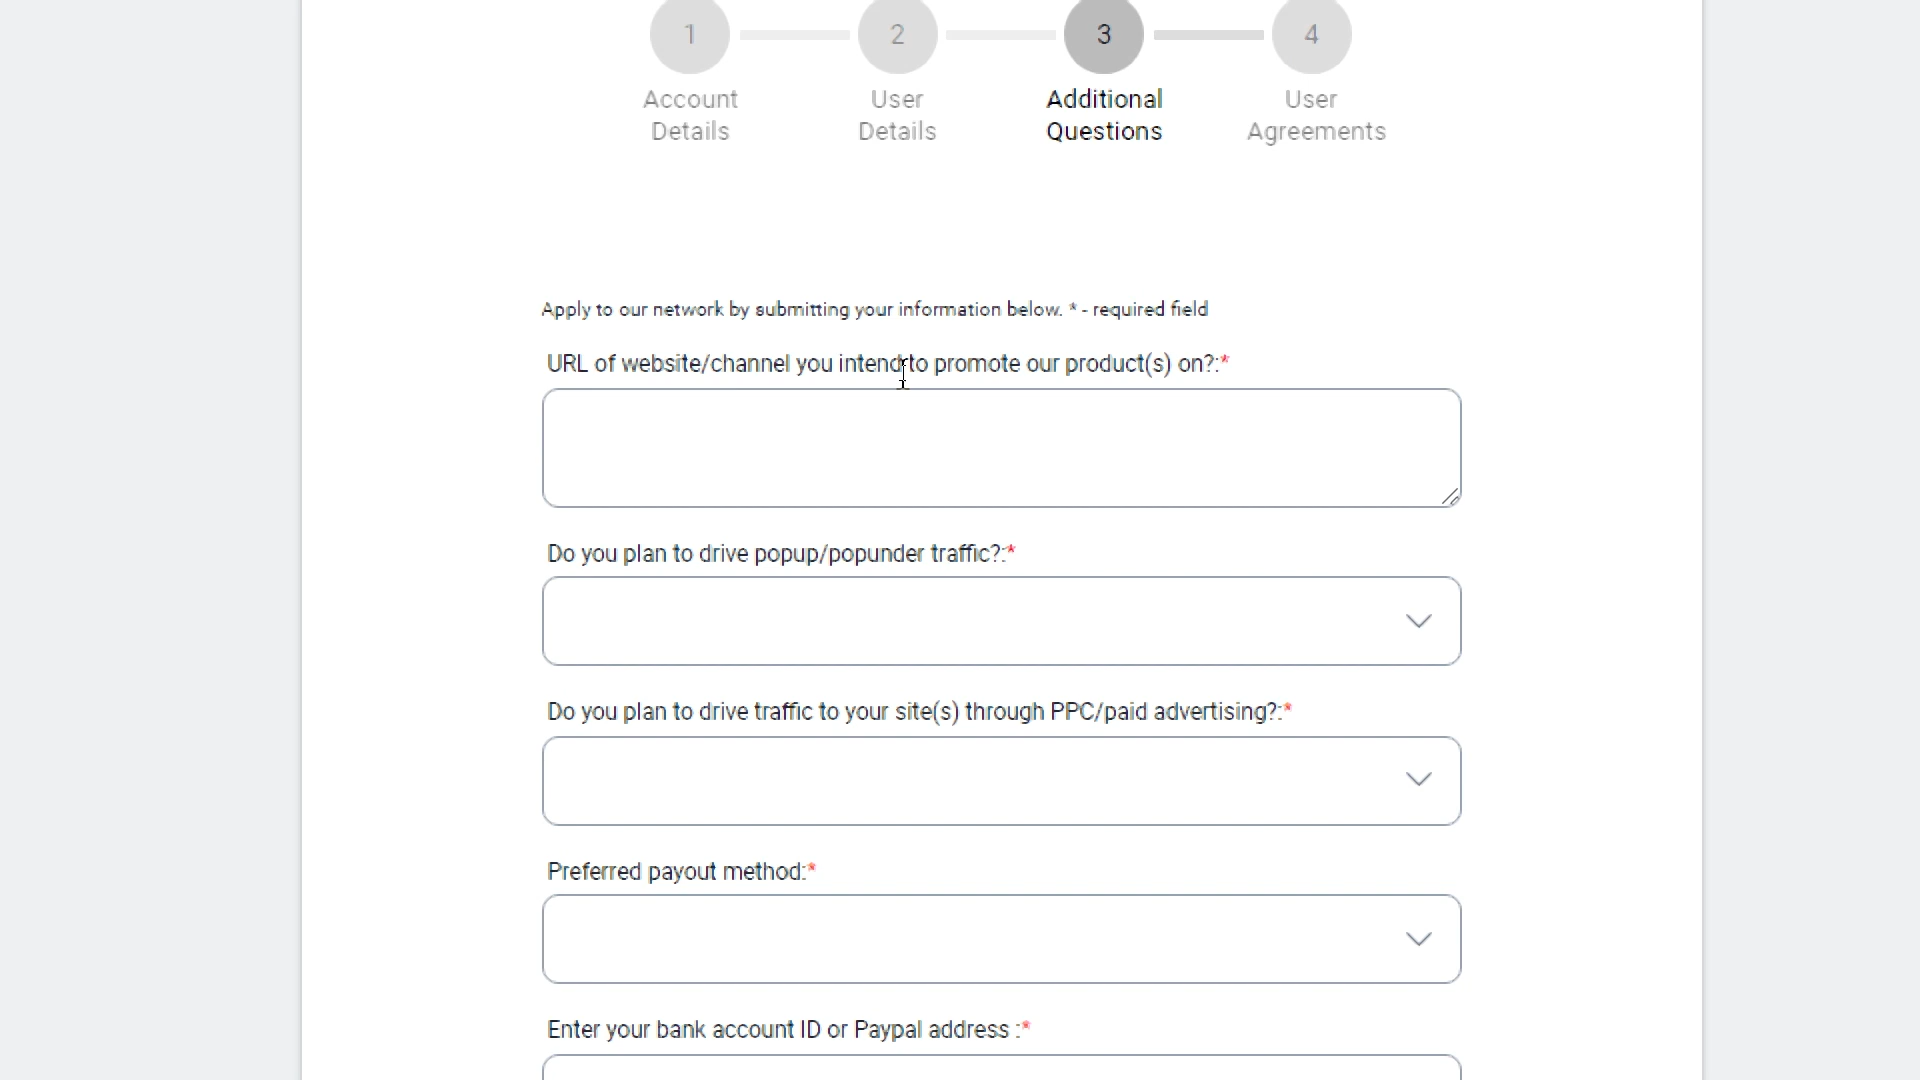 1 2 3 4
Account Details
User Details
Additional Questions
User Agreements
Apply to our network by submitting your information below. * - required field
URL of website/channel you intend to promote our product(s) on?:*
Do you plan to drive popup/popunder traffic?:*
Do you plan to drive traffic to your site(s) through PPC/paid advertising?:*
Preferred payout method:*
Enter your bank account ID or Paypal address :*